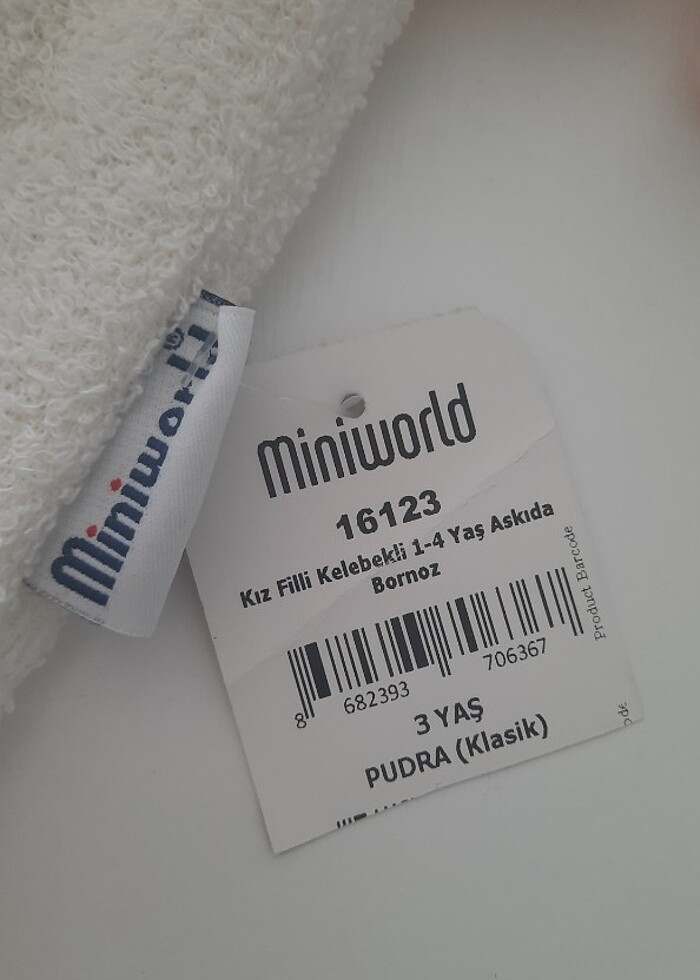 Miniworld
miniworld
16123
Kız Filli Kelebekli 1-4 Yaş Askıda
Bornoz
8 682393 706367
Product Barcode
3 YAŞ
PUDRA (Klasik)